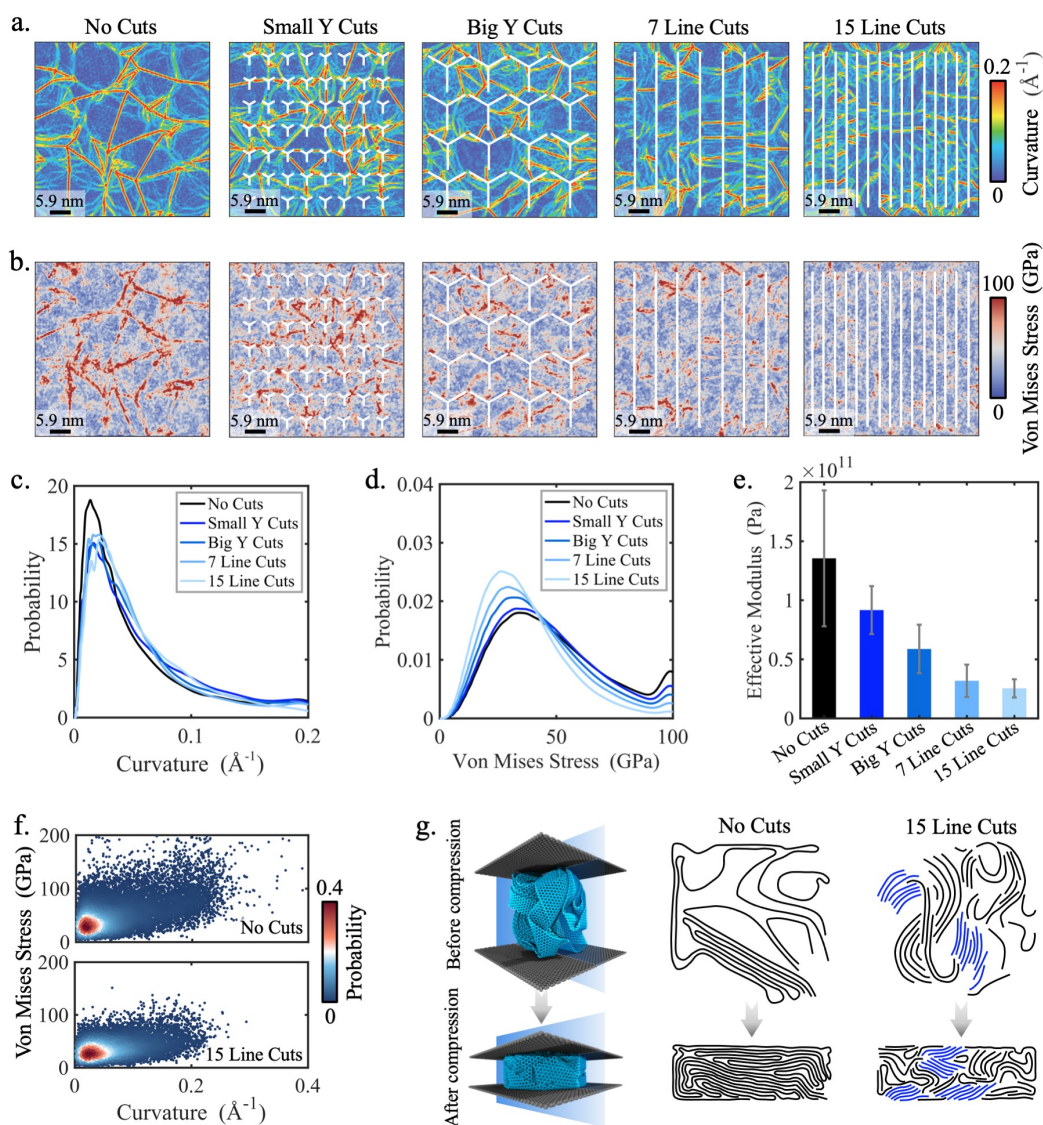 a.
No Cuts
Small Y Cuts
Big Y Cuts
7 Line Cuts
15 Line Cuts
5.9 nm
5.9 nm
5.9 nm
5.9 nm
5.9 nm
0.2
0
Curvature (Å⁻¹)
b.
5.9 nm
5.9 nm
5.9 nm
5.9 nm
5.9 nm
100
0
Von Mises Stress (GPa)
c.
20
15
10
5
0
0
0.1
0.2
Probability
Curvature (Å⁻¹)
No Cuts
Small Y Cuts
Big Y Cuts
7 Line Cuts
15 Line Cuts
d.
0.04
0.03
0.02
0.01
0
0
50
100
Probability
Von Mises Stress (GPa)
No Cuts
Small Y Cuts
Big Y Cuts
7 Line Cuts
15 Line Cuts
e.
×10¹¹
2
1
0.5
0.5
0
Effective Modulus (Pa)
No Cuts
Small Y Cuts
Big Y Cuts
7 Line Cuts
15 Line Cuts
f.
200
100
0
No Cuts
200
100
0
15 Line Cuts
0
0.2
0.4
Von Mises Stress (GPa)
Curvature (Å⁻¹)
0.4
0
Probability
g.
No Cuts
15 Line Cuts
Before compression
After compression